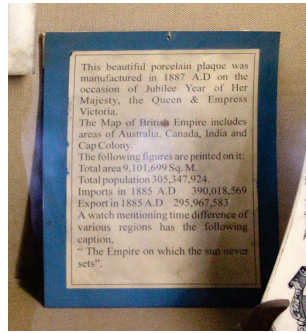 This beautiful porcelain plaque was
manufactured in 1887 A.D on the
occasion of Jubilee Year of Her
Majesty, the Queen & Empress
Victoria.
The Map of British Empire includes
areas of Australia, Canada, India and
Cap Colony.
The following figures are printed on it:
Total area 9,101,699 Sq. M.
Total population 305,347,924.
Imports in 1885 A.D 390,018,569
Export in 1885 A.D 295,967,583
A watch mentioning time difference of
various regions has the following
caption,
" The Empire on which the sun never
sets".